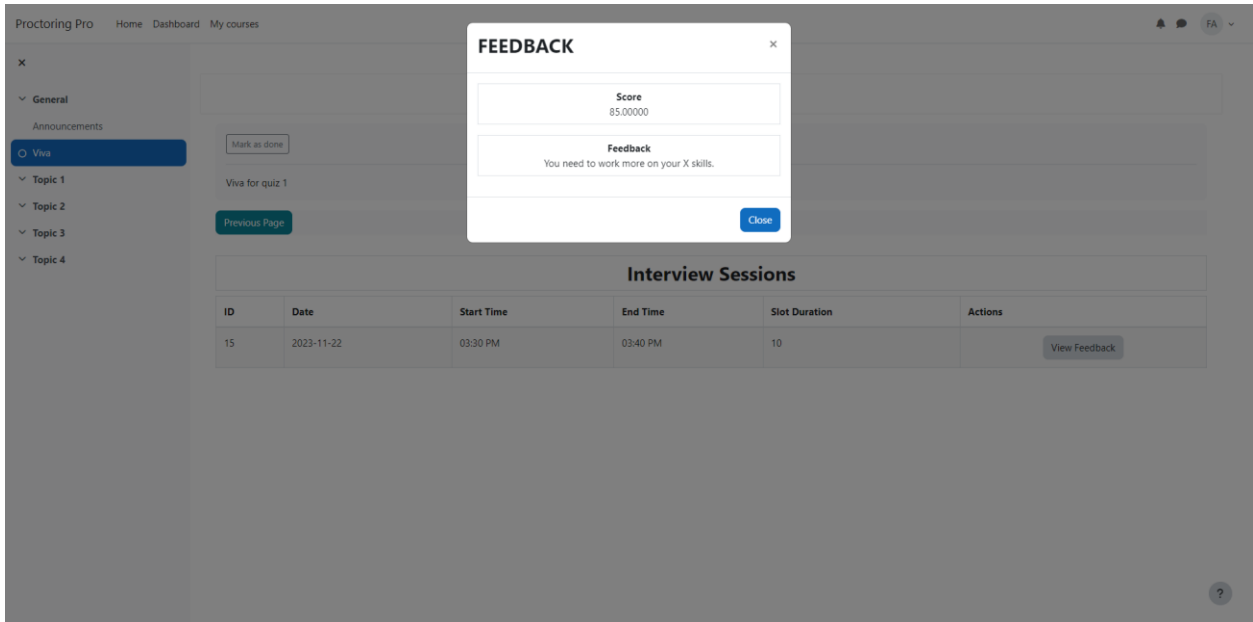 Proctoring Pro Home Dashboard My courses FA
General
Announcements
Viva
Topic 1
Topic 2
Topic 3
Topic 4
FEEDBACK ×
Score
85.00000
Feedback
You need to work more on your X skills.
Close
Mark as done
Viva for quiz 1
Previous Page
Interview Sessions
ID Date Start Time End Time Slot Duration Actions
15 2023-11-22 03:30 PM 03:40 PM 10 View Feedback
?